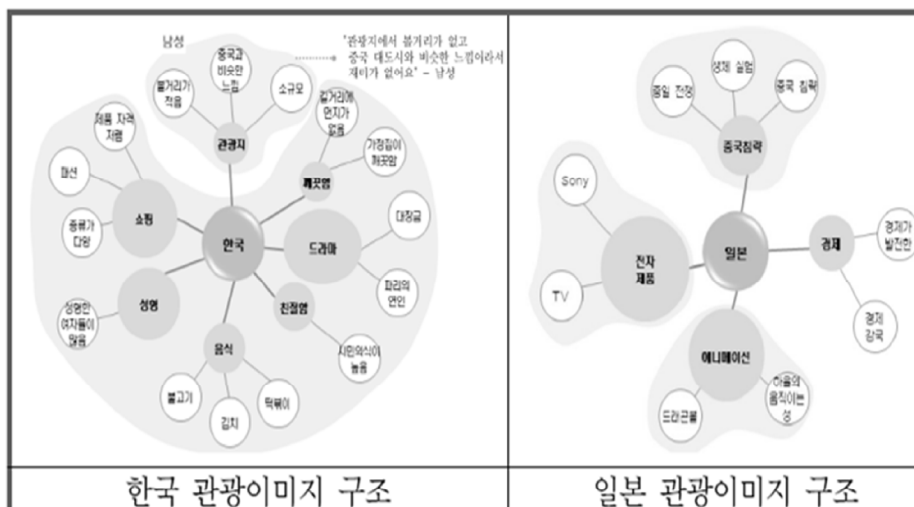 남성
"관광지에서 볼거리가 없고
중국 대도시와 비슷한 느낌이라서
재미가 없어요" - 남성
중국과
비슷한
느낌
볼거리가
적음
소규모
관광지
길거리에
먼지가
없음
가정집이
깨끗함
깨끗함
제품 자격
저렴
패션
종류가
다양
쇼핑
한국
드라마
대장금
파리의
연인
성형
성형한
여자들이
많음
친절함
시민의식이
높음
음식
불고기
김치
떡볶이
한국 관광이미지 구조
중일 전쟁
생체 실험
중국 침략
중국침략
Sony
TV
전자
제품
일본
경제
경제가
발전한
경제
강국
애니메이션
드래곤볼
하울의
움직이는
성
일본 관광이미지 구조